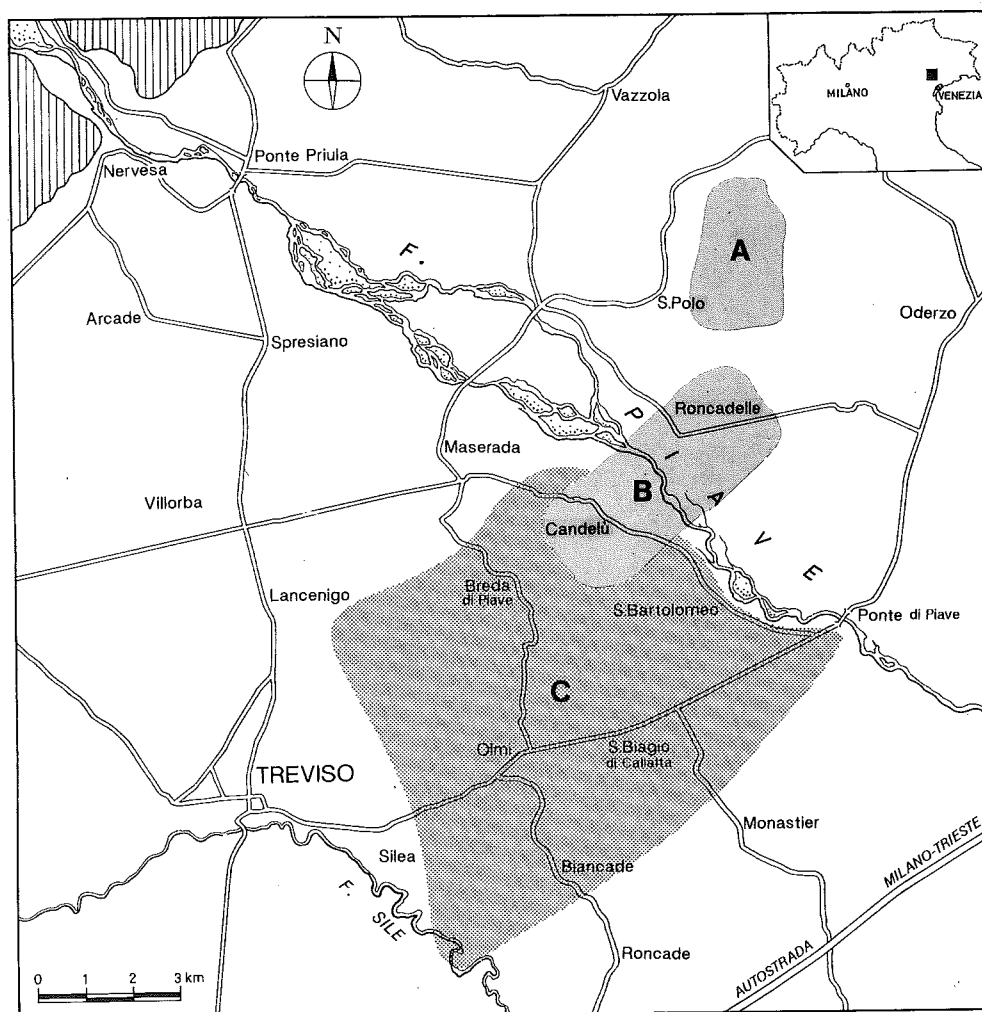 N
MILANO
VENEZIA
Vazzola
Ponte Priula
Nervesa
F.
A
S.Polo
Oderzo
Arcade
Spresiano
PIAVE
Roncadelle
Maserada
B
Villorba
Candelù
Breda
di Piave
Lancenigo
S.Bartolomeo
Ponte di Piave
C
Olmi
S.Biagio
di Callalta
TREVISO
Monastier
Silea
Biancade
MILANO-TRIESTE
F. SILE
Roncade
AUTOSTRADA
0 1 2 3 km